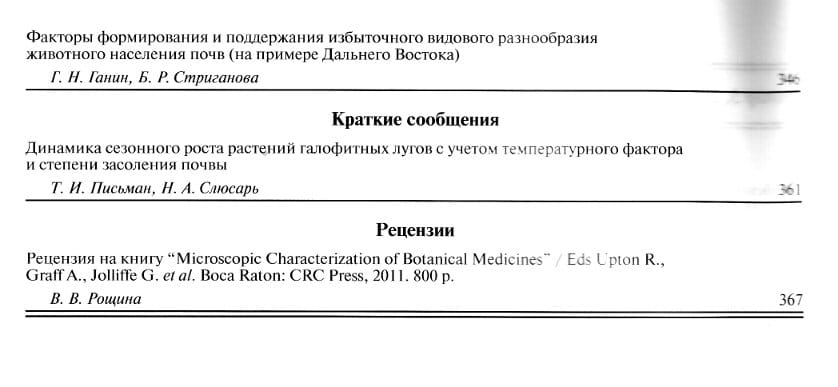 Факторы формирования и поддержания избыточного видового разнообразия
животного населения почв (на примере Дальнего Востока)
Г. Н. Ганин, Б. Р. Стриганова 346
Краткие сообщения
Динамика сезонного роста растений галофитных лугов с учетом температурного фактора
и степени засоления почвы
Т. И. Письман, Н. А. Слюсарь 361
Рецензии
Рецензия на книгу “Microscopic Characterization of Botanical Medicines” / Eds Upton R.,
Graff A., Jolliffe G. et al. Boca Raton: CRC Press, 2011. 800 p.
В. В. Рощина 367